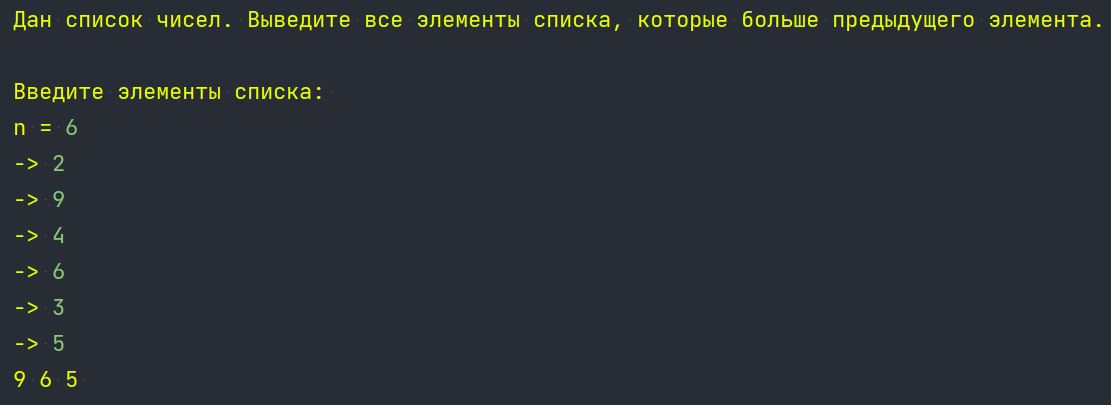 Дан список чисел. Выведите все элементы списка, которые больше предыдущего элемента.
Введите элементы списка:
n = 6
-> 2
-> 9
-> 4
-> 6
-> 3
-> 5
9 6 5